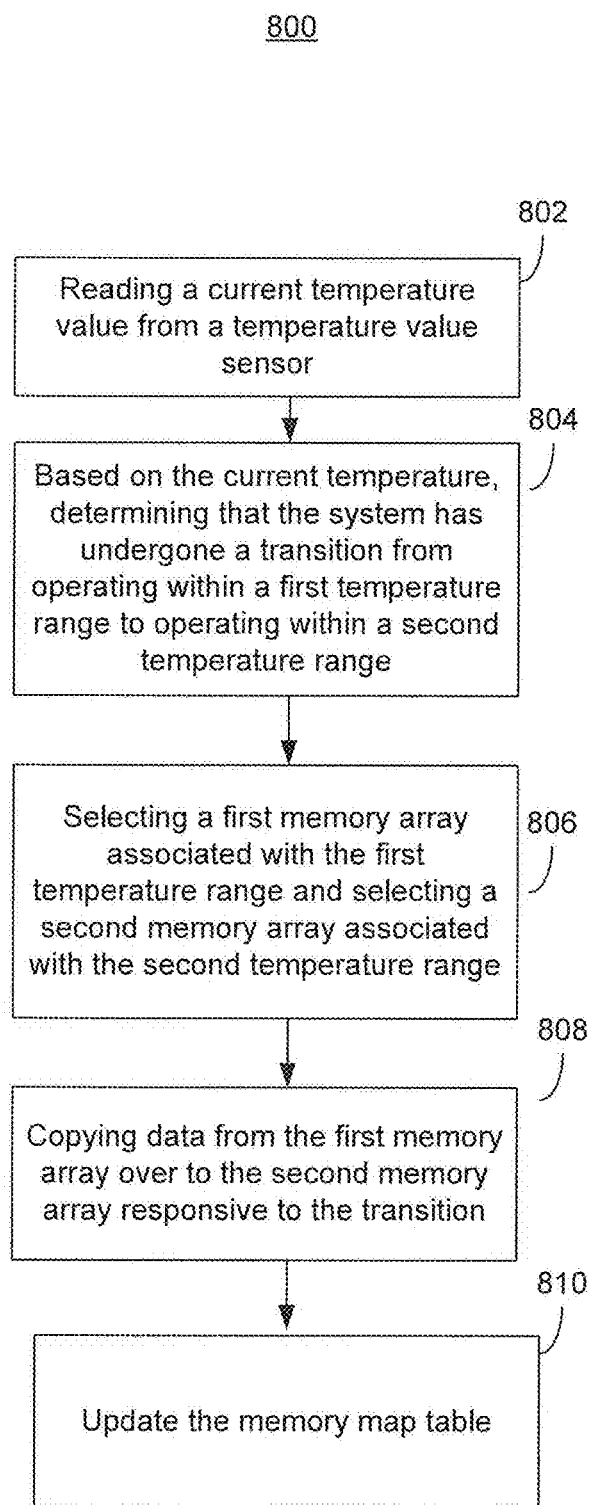 800
802
Reading a current temperature
value from a temperature value
sensor
804
Based on the current temperature,
determining that the system has
undergone a transition from
operating within a first temperature
range to operating within a second
temperature range
806
Selecting a first memory array
associated with the first
temperature range and selecting a
second memory array associated
with the second temperature range
808
Copying data from the first memory
array over to the second memory
array responsive to the transition
810
Update the memory map table